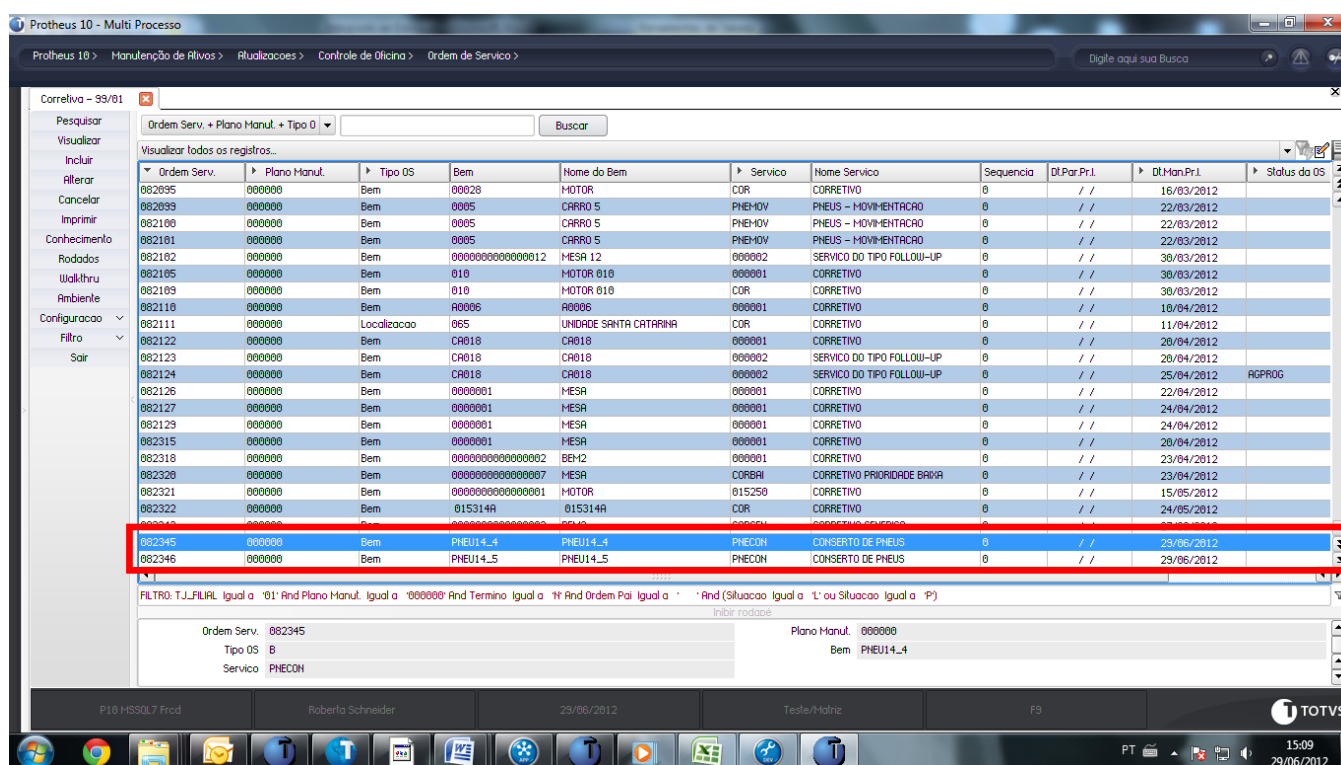 Protheus 10 - Multi Processo
Protheus 10 > Manutenção de Ativos > Atualizacoes > Controle de Oficina > Ordem de Servico >
Digite aqui sua Busca
Corretiva – 99/01
Pesquisar
Visualizar
Incluir
Alterar
Cancelar
Imprimir
Conhecimento
Rodados
Walkthru
Ambiente
Configuracao
Filtro
Sair
Ordem Serv. + Plano Manut. + Tipo O
Buscar
Visualizar todos os registros...
Ordem Serv. Plano Manut. Tipo OS Bem Nome do Bem Servico Nome Servico Sequencia Dt.Par.Pr.I. Dt.Man.Pr.I. Status da OS
082095 000000 Bem 00028 MOTOR COR CORRETIVO 0 / / 16/03/2012
082099 000000 Bem 0005 CARRO 5 PNEMOV PNEUS – MOVIMENTACAO 0 / / 22/03/2012
082100 000000 Bem 0005 CARRO 5 PNEMOV PNEUS – MOVIMENTACAO 0 / / 22/03/2012
082101 000000 Bem 0005 CARRO 5 PNEMOV PNEUS – MOVIMENTACAO 0 / / 22/03/2012
082102 000000 Bem 0000000000000012 MESA 12 000002 SERVICO DO TIPO FOLLOW-UP 0 / / 30/03/2012
082105 000000 Bem 010 MOTOR 010 000001 CORRETIVO 0 / / 30/03/2012
082109 000000 Bem 010 MOTOR 010 COR CORRETIVO 0 / / 30/03/2012
082110 000000 Bem A0006 A0006 000001 CORRETIVO 0 / / 10/04/2012
082111 000000 Localizacao 065 UNIDADE SANTA CATARINA COR CORRETIVO 0 / / 11/04/2012
082122 000000 Bem CA018 CA018 000001 CORRETIVO 0 / / 20/04/2012
082123 000000 Bem CA018 CA018 000002 SERVICO DO TIPO FOLLOW-UP 0 / / 20/04/2012
082124 000000 Bem CA018 CA018 000002 SERVICO DO TIPO FOLLOW-UP 0 / / 25/04/2012 AGPROG
082126 000000 Bem 0000001 MESA 000001 CORRETIVO 0 / / 22/04/2012
082127 000000 Bem 0000001 MESA 000001 CORRETIVO 0 / / 24/04/2012
082129 000000 Bem 0000001 MESA 000001 CORRETIVO 0 / / 24/04/2012
082315 000000 Bem 0000001 MESA 000001 CORRETIVO 0 / / 20/04/2012
082318 000000 Bem 0000000000000002 BEM2 000001 CORRETIVO 0 / / 23/04/2012
082320 000000 Bem 0000000000000007 MESA CORBAI CORRETIVO PRIORIDADE BAIXA 0 / / 23/04/2012
082321 000000 Bem 0000000000000001 MOTOR 015250 CORRETIVO 0 / / 15/05/2012
082322 000000 Bem 015314A 015314A COR CORRETIVO 0 / / 24/05/2012
082345 000000 Bem PNEU14_4 PNEU14_4 PNECON CONSERTO DE PNEUS 0 / / 29/06/2012
082346 000000 Bem PNEU14_5 PNEU14_5 PNECON CONSERTO DE PNEUS 0 / / 29/06/2012
FILTRO: TJ_FILIAL Igual a '01' And Plano Manut. Igual a '000000' And Termino Igual a 'N' And Ordem Pai Igual a ' ' And (Situacao Igual a 'L' ou Situacao Igual a 'P')
Inibir rodapé
Ordem Serv. 082345 Plano Manut. 000000
Tipo OS B Bem PNEU14_4
Servico PNECON
P10 MSSQL7 Frcd Roberta Schneider 29/06/2012 Teste/Matriz F9 TOTVS
PT 15:09
29/06/2012